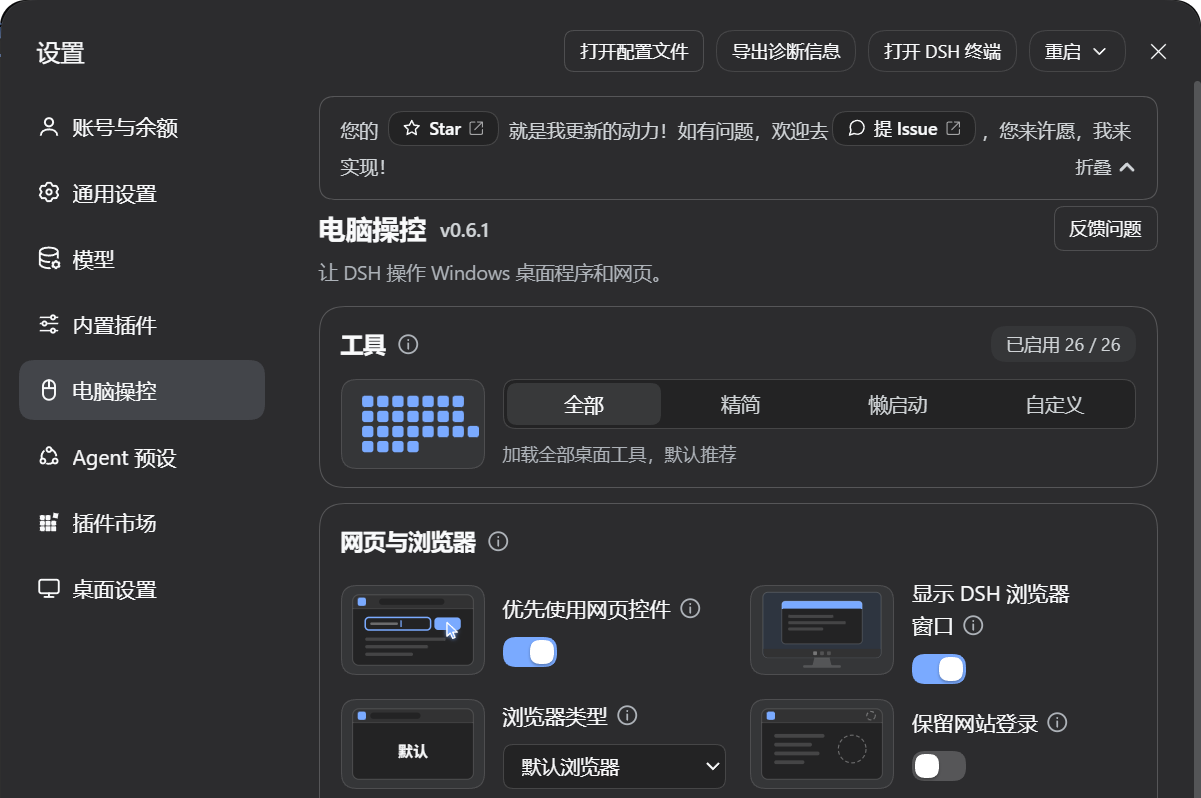 设置
打开配置文件
导出诊断信息
打开 DSH 终端
重启
账号与余额
通用设置
模型
内置插件
电脑操控
Agent 预设
插件市场
桌面设置
您的 Star 就是我更新的动力！如有问题，欢迎去 提 Issue ，您来许愿，我来
实现！
折叠
电脑操控 v0.6.1
反馈问题
让 DSH 操作 Windows 桌面程序和网页。
工具
已启用 26 / 26
全部
精简
懒启动
自定义
加载全部桌面工具，默认推荐
网页与浏览器
优先使用网页控件
显示 DSH 浏览器
窗口
默认
浏览器类型
默认浏览器
保留网站登录